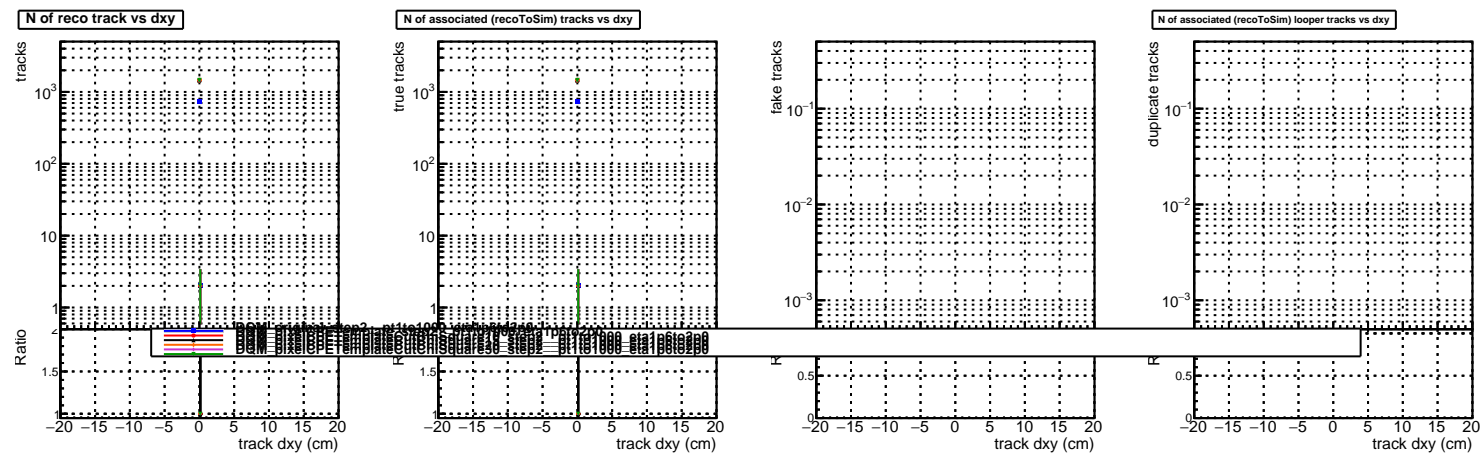 N of reco track vs dxy
N of associated (recoToSim) tracks vs dxy
N of associated (recoToSim) looper tracks vs dxy
tracks
10³
10²
10
1
Ratio
2
1.5
1
−20 −15 −10 −5 0 5 10 15 20
track dxy (cm)
true tracks
10³
10²
10
1
1.5
1
−20 −15 −10 −5 0 5 10 15 20
track dxy (cm)
fake tracks
10⁻¹
10⁻²
10⁻³
0.5
0
−20 −15 −10 −5 0 5 10 15 20
track dxy (cm)
duplicate tracks
10⁻¹
10⁻²
10⁻³
0.5
0
−20 −15 −10 −5 0 5 10 15 20
track dxy (cm)